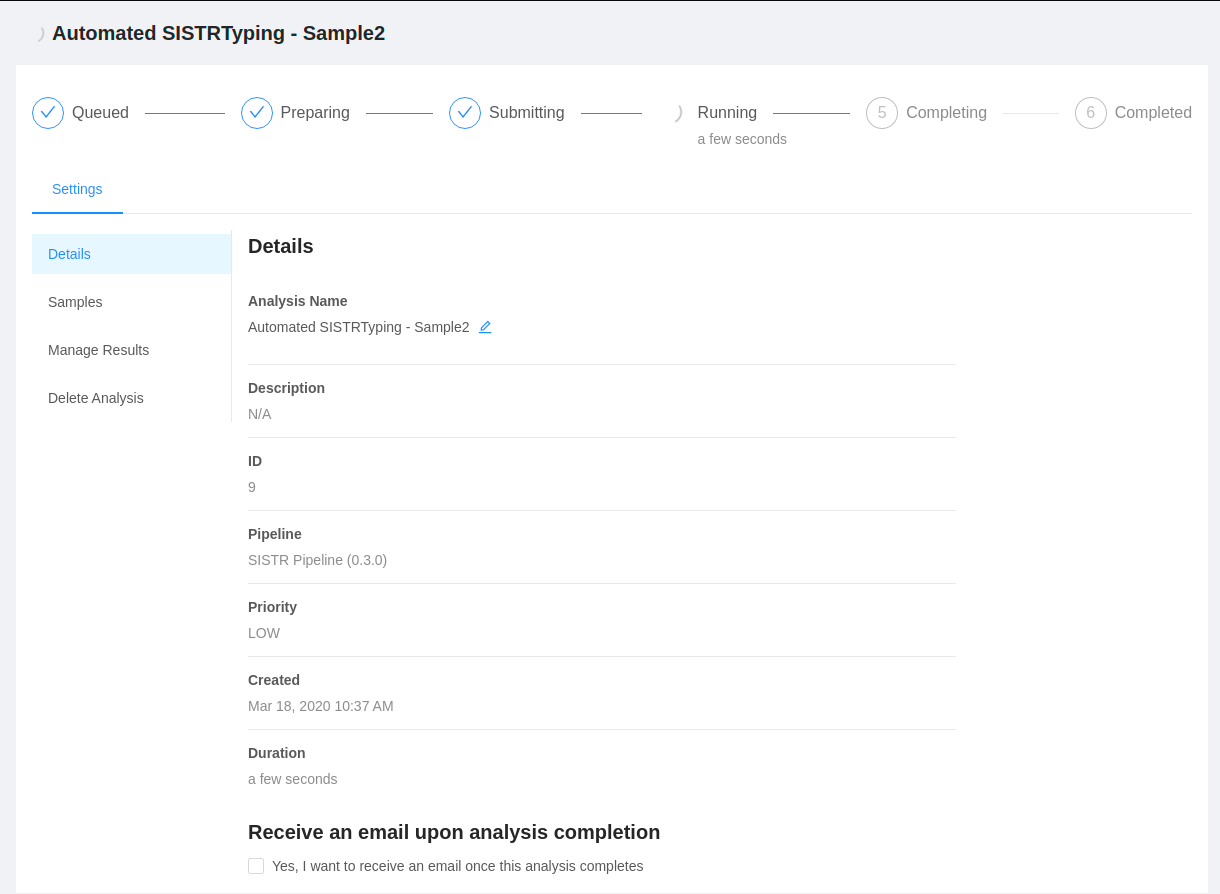 Automated SISTRTyping - Sample2
Queued Preparing Submitting Running 5 Completing 6 Completed
a few seconds
Settings
Details
Samples
Manage Results
Delete Analysis
Details
Analysis Name
Automated SISTRTyping - Sample2
Description
N/A
ID
9
Pipeline
SISTR Pipeline (0.3.0)
Priority
LOW
Created
Mar 18, 2020 10:37 AM
Duration
a few seconds
Receive an email upon analysis completion
Yes, I want to receive an email once this analysis completes